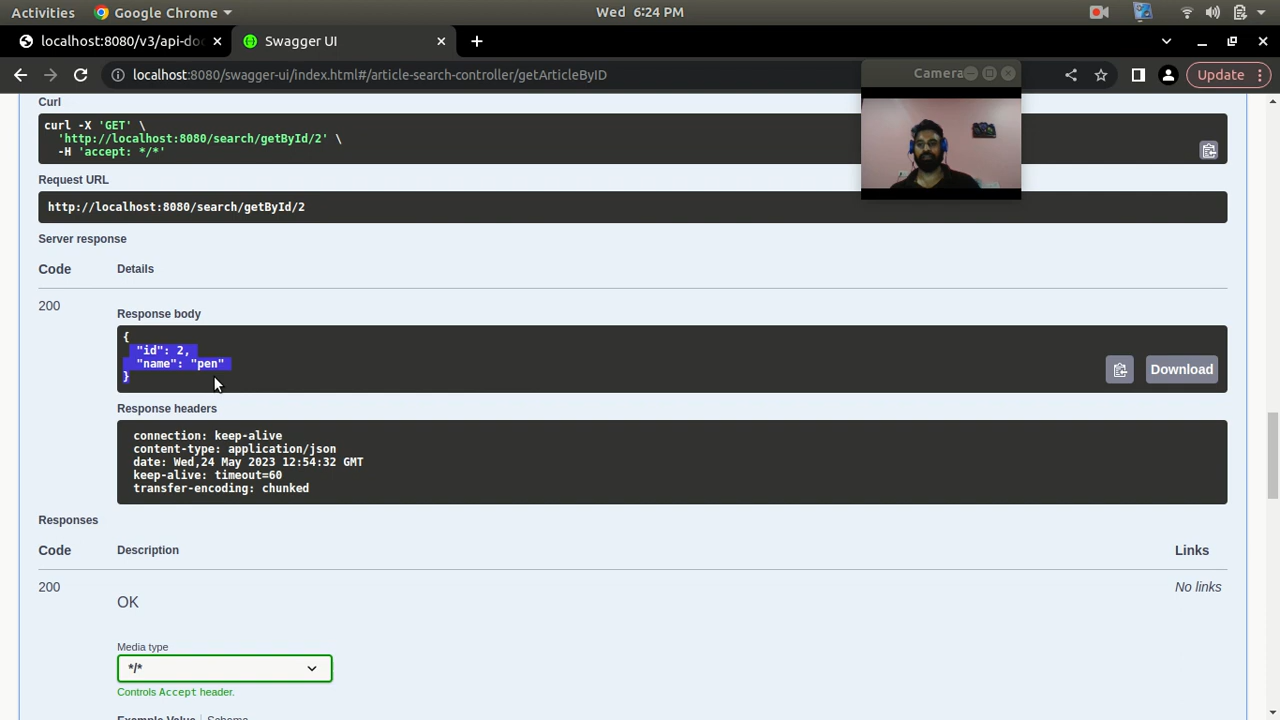 Activities Google Chrome Wed 6:24 PM
localhost:8080/v3/api-doc Swagger UI
localhost:8080/swagger-ui/index.html#/article-search-controller/getArticleByID Update
Camera
Curl
curl -X 'GET' \
'http://localhost:8080/search/getById/2' \
-H 'accept: */*'
Request URL
http://localhost:8080/search/getById/2
Server response
Code Details
200
Response body
{
"id": 2,
"name": "pen"
}
Download
Response headers
connection: keep-alive
content-type: application/json
date: Wed,24 May 2023 12:54:32 GMT
keep-alive: timeout=60
transfer-encoding: chunked
Responses
Code Description Links
200 No links
OK
Media type
*/*
Controls Accept header.
Example Value Schema